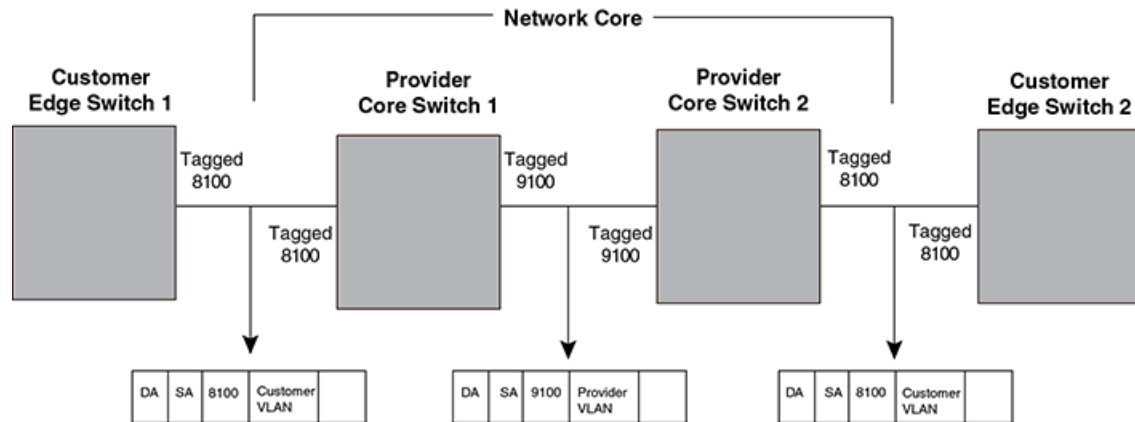 Network Core
Customer
Edge Switch 1
Provider
Core Switch 1
Provider
Core Switch 2
Customer
Edge Switch 2
Tagged
8100
Tagged
8100
Tagged
9100
Tagged
9100
Tagged
8100
Tagged
8100
DA SA 8100 Customer
VLAN
DA SA 9100 Provider
VLAN
DA SA 8100 Customer
VLAN